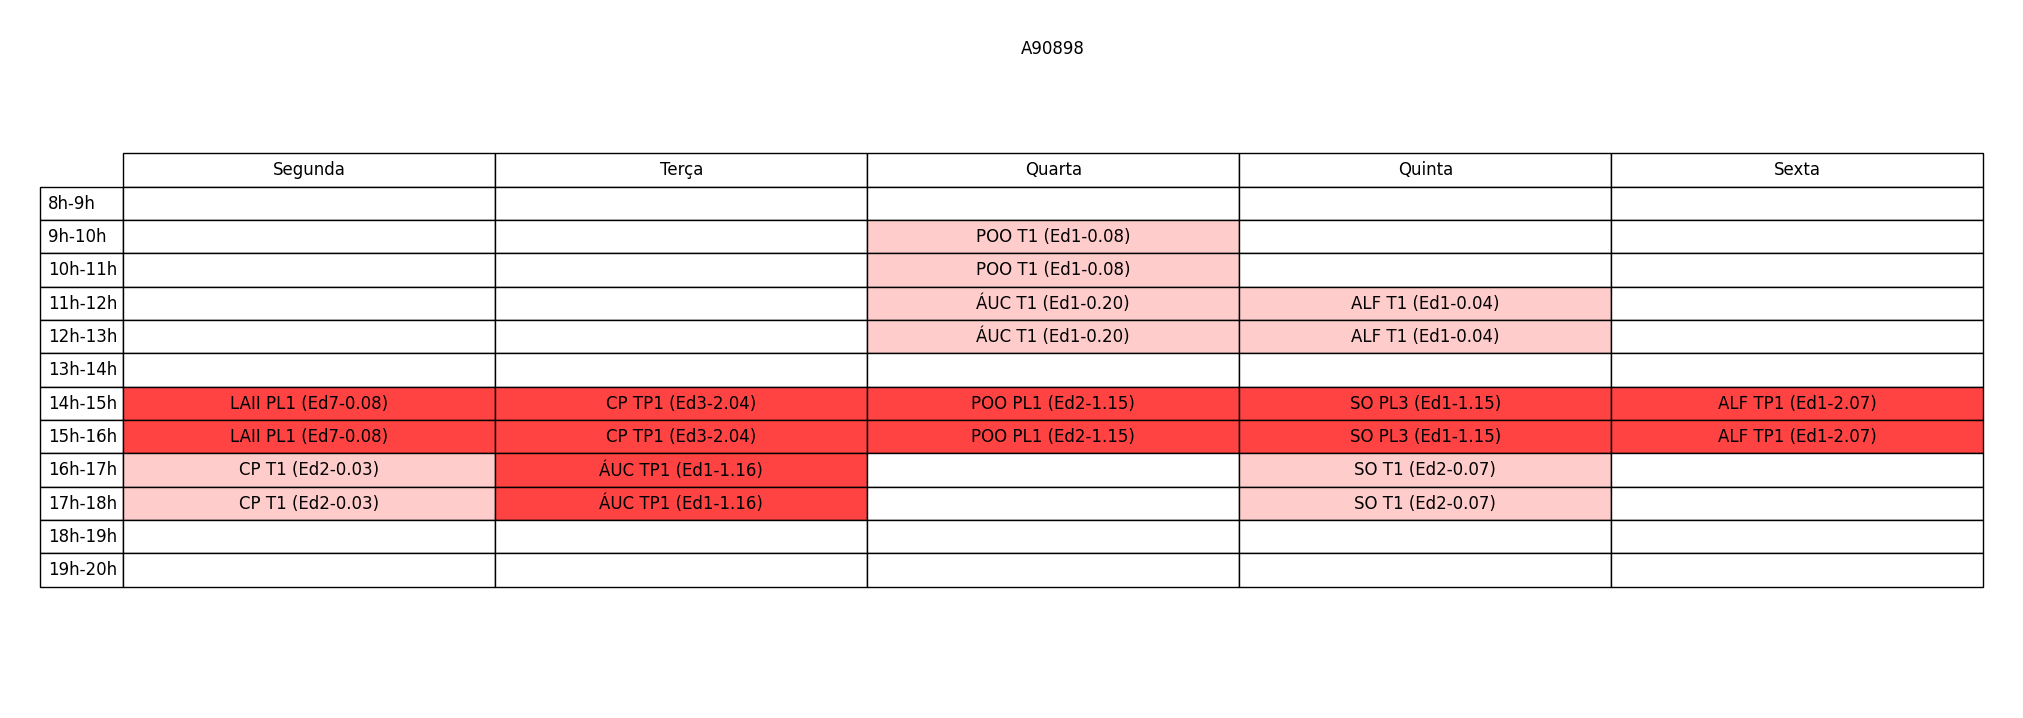 A90898
Segunda Terça Quarta Quinta Sexta
8h-9h
9h-10h POO T1 (Ed1-0.08)
10h-11h POO T1 (Ed1-0.08)
11h-12h ÁUC T1 (Ed1-0.20) ALF T1 (Ed1-0.04)
12h-13h ÁUC T1 (Ed1-0.20) ALF T1 (Ed1-0.04)
13h-14h
14h-15h LAII PL1 (Ed7-0.08) CP TP1 (Ed3-2.04) POO PL1 (Ed2-1.15) SO PL3 (Ed1-1.15) ALF TP1 (Ed1-2.07)
15h-16h LAII PL1 (Ed7-0.08) CP TP1 (Ed3-2.04) POO PL1 (Ed2-1.15) SO PL3 (Ed1-1.15) ALF TP1 (Ed1-2.07)
16h-17h CP T1 (Ed2-0.03) ÁUC TP1 (Ed1-1.16) SO T1 (Ed2-0.07)
17h-18h CP T1 (Ed2-0.03) ÁUC TP1 (Ed1-1.16) SO T1 (Ed2-0.07)
18h-19h
19h-20h